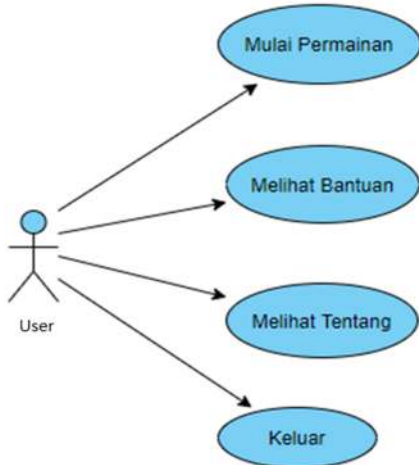 Mulai Permainan
Melihat Bantuan
User
Melihat Tentang
Keluar